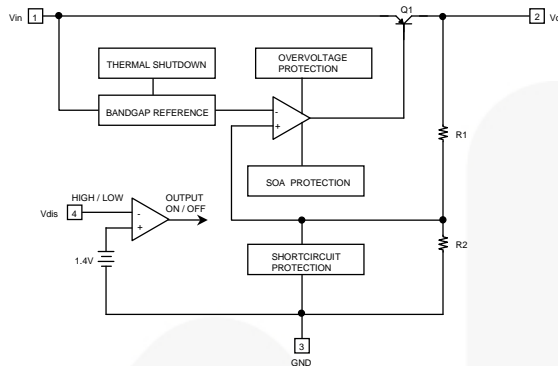 Q1
Vin 1
2
THERMAL SHUTDOWN
OVERVOLTAGE
PROTECTION
BANDGAP REFERENCE
-
+
R1
SOA PROTECTION
HIGH / LOW
OUTPUT
ON / OFF
Vdis 4
-
+
1.4V
SHORTCIRCUIT
PROTECTION
R2
3
GND